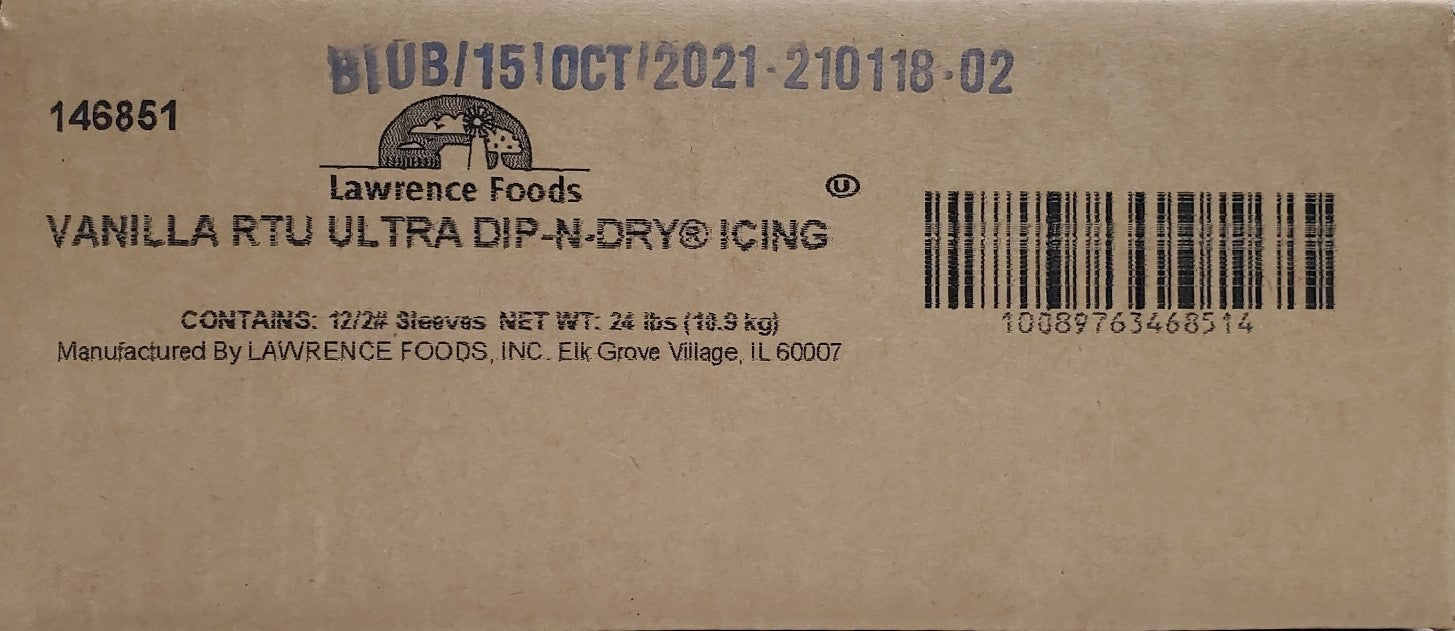 BIUB/15/OCT/2021-210118-02
146851
Lawrence Foods
U
VANILLA RTU ULTRA DIP-N-DRY® ICING
CONTAINS: 12/2# Sleeves NET WT: 24 lbs (10.9 kg)
Manufactured By LAWRENCE FOODS, INC. Elk Grove Village, IL 60007
10089763468514